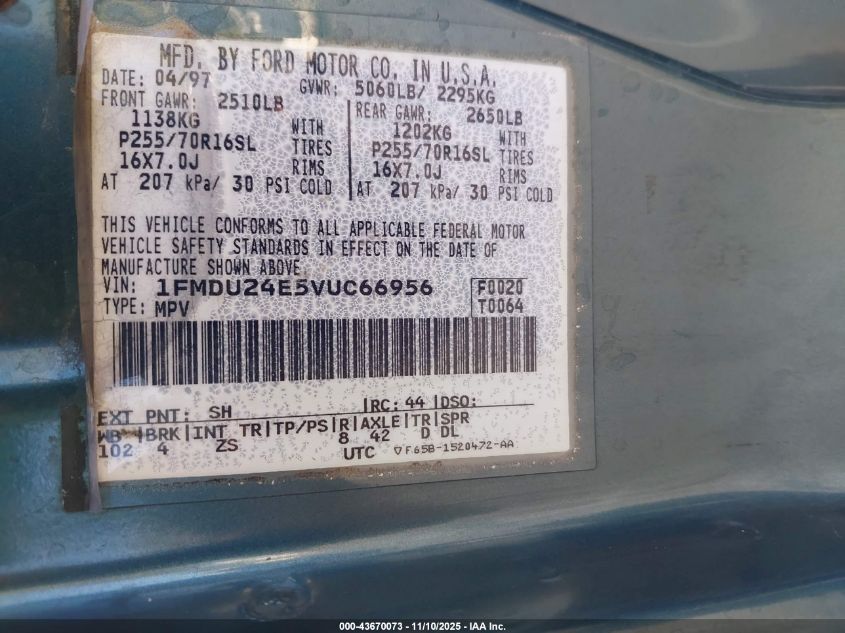 MFD. BY FORD MOTOR CO. IN U.S.A.
DATE: 04/97 GVWR: 5060LB/ 2295KG
FRONT GAWR: 2510LB REAR GAWR: 2650LB
1138KG WITH 1202KG WITH
P255/70R16SL TIRES P255/70R16SL TIRES
16X7.0J RIMS 16X7.0J RIMS
AT 207 kPa/ 30 PSI COLD AT 207 kPa/ 30 PSI COLD
THIS VEHICLE CONFORMS TO ALL APPLICABLE FEDERAL MOTOR
VEHICLE SAFETY STANDARDS IN EFFECT ON THE DATE OF
MANUFACTURE SHOWN ABOVE.
VIN: 1FMDU24E5VUC66956 F0020
TYPE: MPV T0064
EXT PNT: SH RC: 44 DSO:
WB BRK INT TR TP/PS R AXLE TR SPR
102 4 ZS 8 42 D DL
UTC ▽F65B-1520472-AA
000-43670073 - 11/10/2025 - IAA Inc.